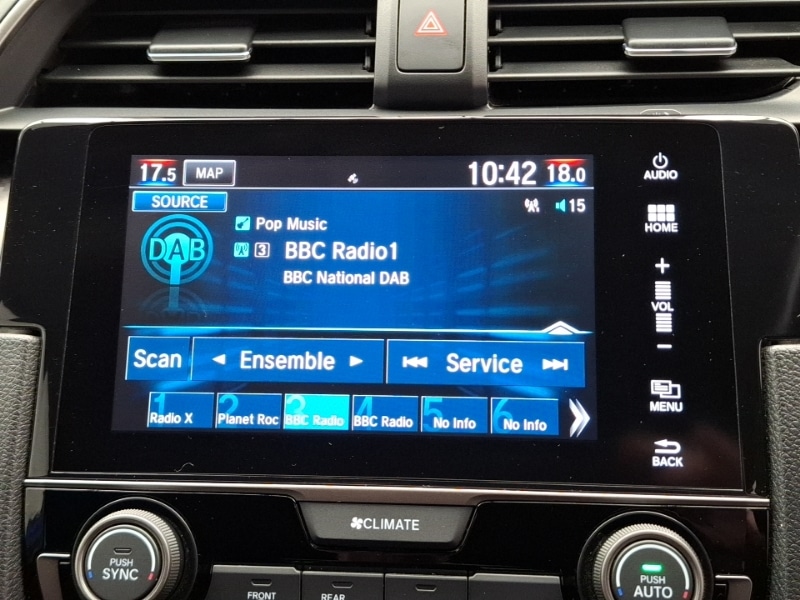 17.5 MAP 10:42 18.0
SOURCE 15
DAB
Pop Music
3 BBC Radio1
BBC National DAB
Scan Ensemble Service
1 2 3 4 5 6
Radio X Planet Roc BBC Radio BBC Radio No Info No Info
AUDIO
HOME
+
VOL
−
MENU
BACK
CLIMATE
PUSH
SYNC
FRONT
REAR
PUSH
AUTO